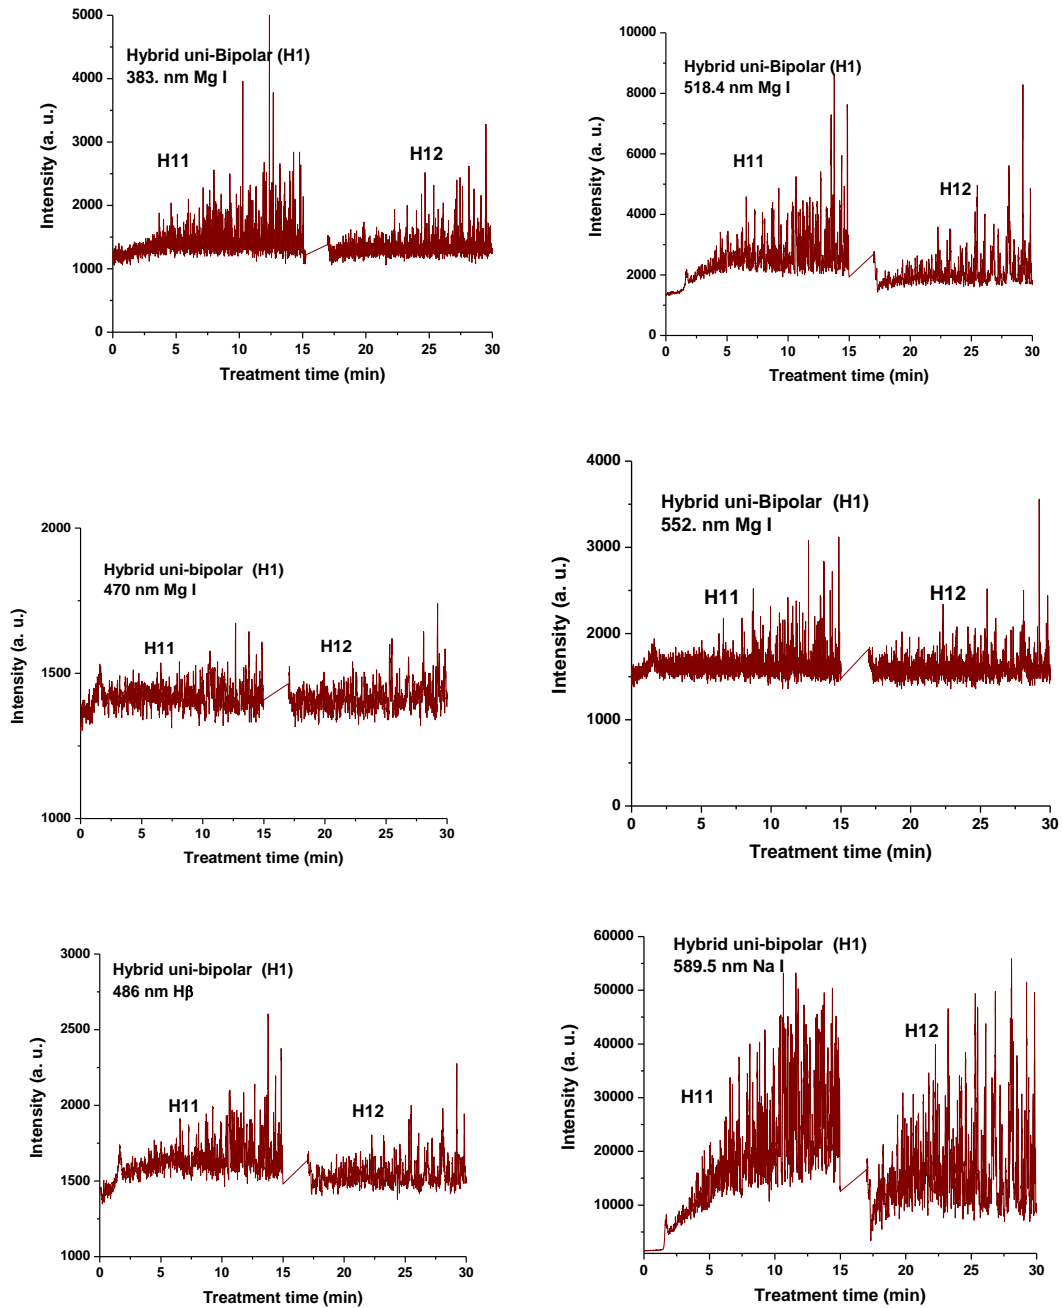 5000
4000
3000
2000
1000
0
Intensity (a. u.)
Hybrid uni-Bipolar (H1)
383. nm Mg I
H11
H12
0 5 10 15 20 25 30
Treatment time (min)
10000
8000
6000
4000
2000
0
Intensity (a. u.)
Hybrid uni-Bipolar (H1)
518.4 nm Mg I
H11
H12
0 5 10 15 20 25 30
Treatment time (min)
2000
1500
1000
Intensity (a. u.)
Hybrid uni-bipolar (H1)
470 nm Mg I
H11
H12
0 5 10 15 20 25 30
Treatment time (min)
4000
3000
2000
1000
0
Intensity (a. u.)
Hybrid uni-Bipolar (H1)
552. nm Mg I
H11
H12
0 5 10 15 20 25 30
Treatment time (min)
3000
2500
2000
1500
1000
Intensity (a. u.)
Hybrid uni-bipolar (H1)
486 nm Hβ
H11
H12
0 5 10 15 20 25 30
Treatment time (min)
60000
50000
40000
30000
20000
10000
Intensity (a. u.)
Hybrid uni-bipolar (H1)
589.5 nm Na I
H11
H12
0 5 10 15 20 25 30
Treatment time (min)